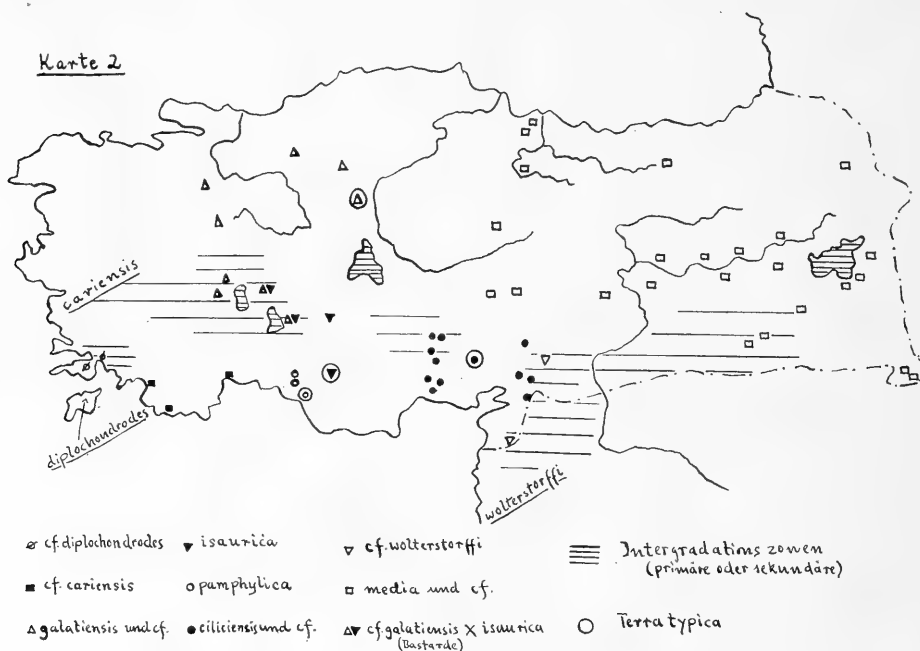 Karte 2
cariensis
diplochondrodes
wolterstorffi
cf. diplochondrodes
isaurica
cf. wolterstorffi
Intergradations zonen
(primäre oder sekundäre)
cf. cariensis
pamphylica
media und cf.
galatiensis und cf.
ciliciensis und cf.
cf. galatiensis X isaurica
(Bastarde)
Terra typica